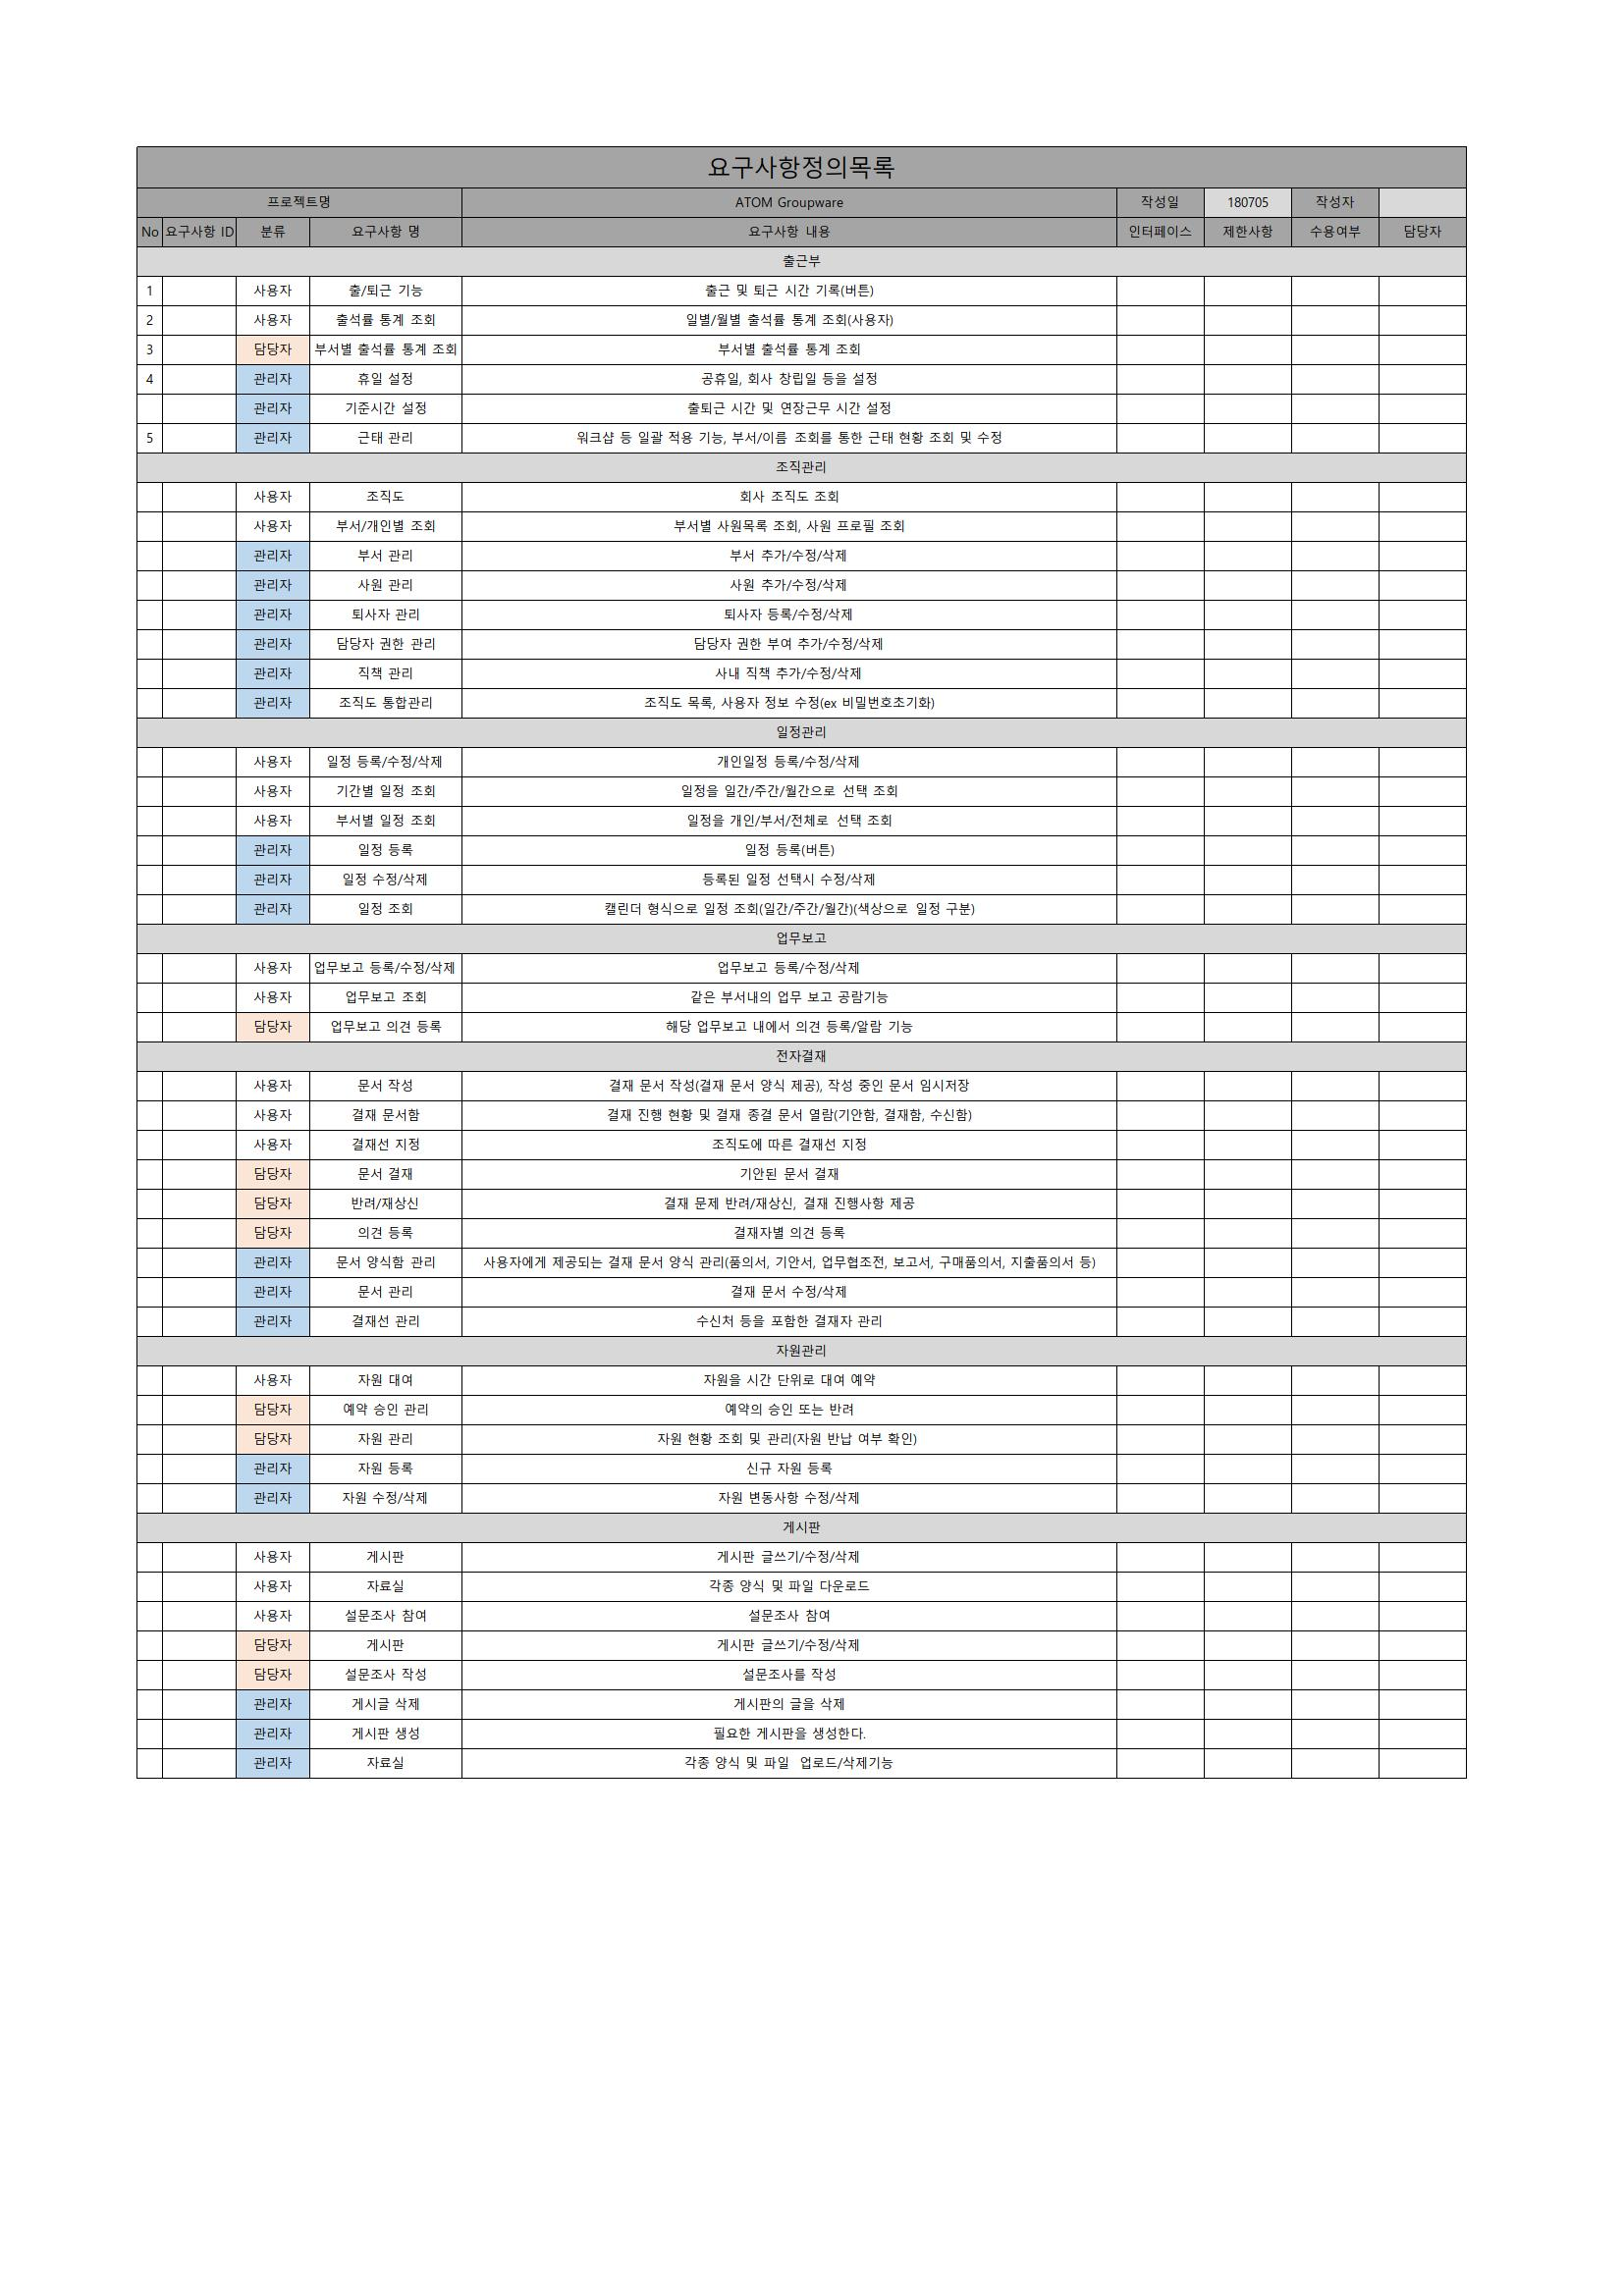 요구사항정의목록
프로젝트명 ATOM Groupware 작성일 180705 작성자
No 요구사항 ID 분류 요구사항 명 요구사항 내용 인터페이스 제한사항 수용여부 담당자
출근부
1 사용자 출/퇴근 기능 출근 및 퇴근 시간 기록(버튼)
2 사용자 출석률 통계 조회 일별/월별 출석률 통계 조회(사용자)
3 담당자 부서별 출석률 통계 조회 부서별 출석률 통계 조회
4 관리자 휴일 설정 공휴일, 회사 창립일 등을 설정
관리자 기준시간 설정 출퇴근 시간 및 연장근무 시간 설정
5 관리자 근태 관리 워크샵 등 일괄 적용 기능, 부서/이름 조회를 통한 근태 현황 조회 및 수정
조직관리
사용자 조직도 회사 조직도 조회
사용자 부서/개인별 조회 부서별 사원목록 조회, 사원 프로필 조회
관리자 부서 관리 부서 추가/수정/삭제
관리자 사원 관리 사원 추가/수정/삭제
관리자 퇴사자 관리 퇴사자 등록/수정/삭제
관리자 담당자 권한 관리 담당자 권한 부여 추가/수정/삭제
관리자 직책 관리 사내 직책 추가/수정/삭제
관리자 조직도 통합관리 조직도 목록, 사용자 정보 수정(ex 비밀번호초기화)
일정관리
사용자 일정 등록/수정/삭제 개인일정 등록/수정/삭제
사용자 기간별 일정 조회 일정을 일간/주간/월간으로 선택 조회
사용자 부서별 일정 조회 일정을 개인/부서/전체로 선택 조회
관리자 일정 등록 일정 등록(버튼)
관리자 일정 수정/삭제 등록된 일정 선택시 수정/삭제
관리자 일정 조회 캘린더 형식으로 일정 조회(일간/주간/월간)(색상으로 일정 구분)
업무보고
사용자 업무보고 등록/수정/삭제 업무보고 등록/수정/삭제
사용자 업무보고 조회 같은 부서내의 업무 보고 공람기능
담당자 업무보고 의견 등록 해당 업무보고 내에서 의견 등록/알람 기능
전자결재
사용자 문서 작성 결재 문서 작성(결재 문서 양식 제공), 작성 중인 문서 임시저장
사용자 결재 문서함 결재 진행 현황 및 결재 종결 문서 열람(기안함, 결재함, 수신함)
사용자 결재선 지정 조직도에 따른 결재선 지정
담당자 문서 결재 기안된 문서 결재
담당자 반려/재상신 결재 문제 반려/재상신, 결재 진행사항 제공
담당자 의견 등록 결재자별 의견 등록
관리자 문서 양식함 관리 사용자에게 제공되는 결재 문서 양식 관리(품의서, 기안서, 업무협조전, 보고서, 구매품의서, 지출품의서 등)
관리자 문서 관리 결재 문서 수정/삭제
관리자 결재선 관리 수신처 등을 포함한 결재자 관리
자원관리
사용자 자원 대여 자원을 시간 단위로 대여 예약
담당자 예약 승인 관리 예약의 승인 또는 반려
담당자 자원 관리 자원 현황 조회 및 관리(자원 반납 여부 확인)
관리자 자원 등록 신규 자원 등록
관리자 자원 수정/삭제 자원 변동사항 수정/삭제
게시판
사용자 게시판 게시판 글쓰기/수정/삭제
사용자 자료실 각종 양식 및 파일 다운로드
사용자 설문조사 참여 설문조사 참여
담당자 게시판 게시판 글쓰기/수정/삭제
담당자 설문조사 작성 설문조사를 작성
관리자 게시글 삭제 게시판의 글을 삭제
관리자 게시판 생성 필요한 게시판을 생성한다.
관리자 자료실 각종 양식 및 파일 업로드/삭제기능